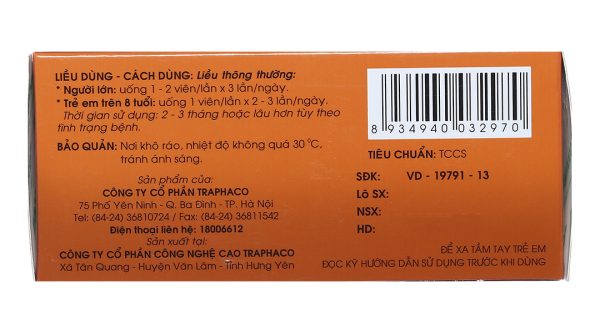 LIỀU DÙNG - CÁCH DÙNG: Liều thông thường:
* Người lớn: uống 1 - 2 viên/lần x 3 lần/ngày.
* Trẻ em trên 8 tuổi: uống 1 viên/lần x 2 - 3 lần/ngày.
Thời gian sử dụng: 2 - 3 tháng hoặc lâu hơn tùy theo
tình trạng bệnh.
BẢO QUẢN: Nơi khô ráo, nhiệt độ không quá 30 °C,
tránh ánh sáng.
Sản phẩm của:
CÔNG TY CỔ PHẦN TRAPHACO
75 Phố Yên Ninh - Q. Ba Đình - TP. Hà Nội
Tel: (84-24) 36810724 / Fax: (84-24) 36811542
Điện thoại liên hệ: 18006612
Sản xuất tại:
CÔNG TY CỔ PHẦN CÔNG NGHỆ CAO TRAPHACO
Xã Tân Quang - Huyện Văn Lâm - Tỉnh Hưng Yên
8 934940 032970
TIÊU CHUẨN: TCCS
SĐK: VD - 19791 - 13
Lô SX:
NSX:
HD:
ĐỂ XA TẦM TAY TRẺ EM
ĐỌC KỸ HƯỚNG DẪN SỬ DỤNG TRƯỚC KHI DÙNG